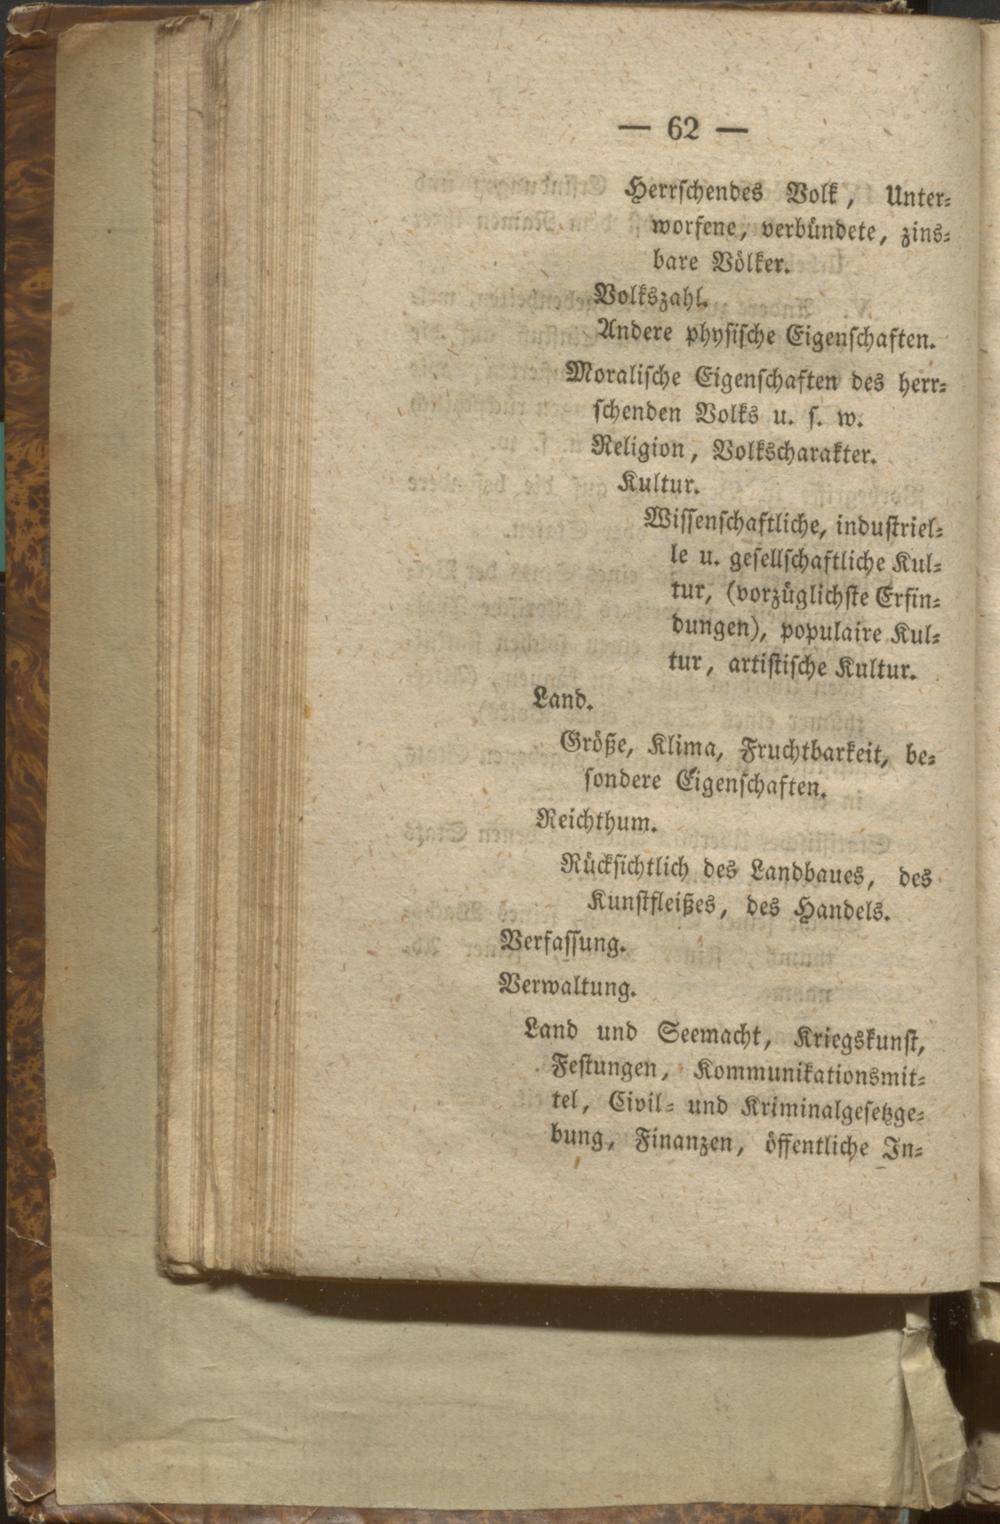 — 62 —
Herrschendes Volk, Unter-
worfene, verbündete, zins-
bare Völker.
Volkszahl.
Andere physische Eigenschaften.
Moralische Eigenschaften des herr-
schenden Volks u. s. w.
Religion, Volkscharakter.
Kultur.
Wissenschaftliche, industriel-
le u. gesellschaftliche Kul-
tur, (vorzüglichste Erfin-
dungen), populaire Kul-
tur, artistische Kultur.
Land.
Größe, Klima, Fruchtbarkeit, be-
sondere Eigenschaften.
Reichthum.
Rücksichtlich des Landbaues, des
Kunstfleißes, des Handels.
Verfassung.
Verwaltung.
Land und Seemacht, Kriegskunst,
Festungen, Kommunikationsmit-
tel, Civil- und Kriminalgesetzge-
bung, Finanzen, öffentliche In-